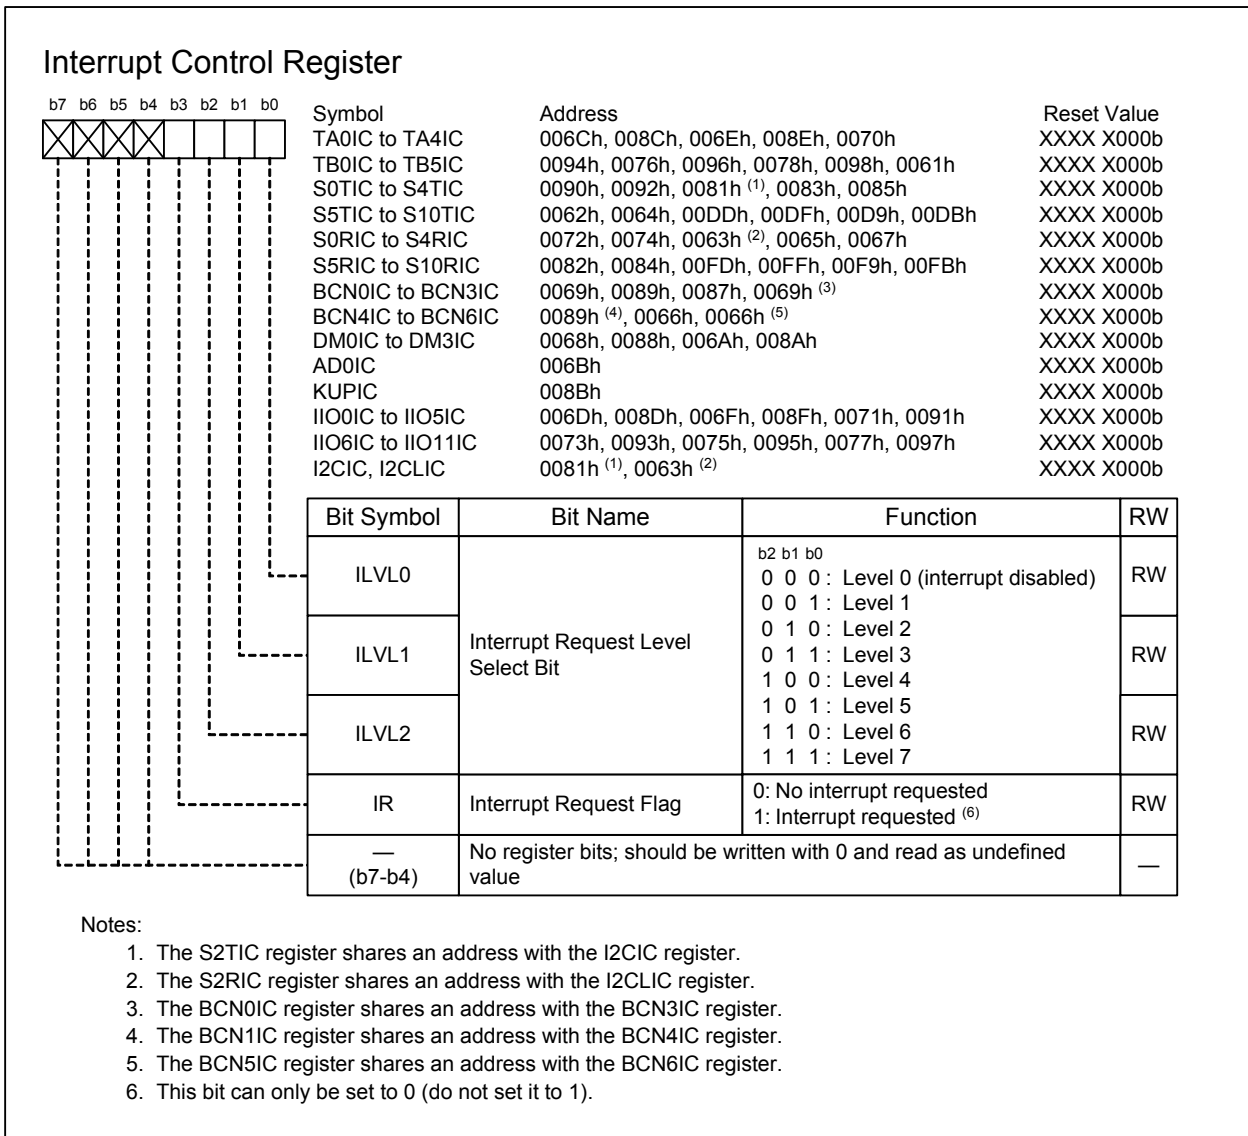 Interrupt Control Register
b7 b6 b5 b4 b3 b2 b1 b0
Symbol Address Reset Value
TA0IC to TA4IC 006Ch, 008Ch, 006Eh, 008Eh, 0070h XXXX X000b
TB0IC to TB5IC 0094h, 0076h, 0096h, 0078h, 0098h, 0061h XXXX X000b
S0TIC to S4TIC 0090h, 0092h, 0081h (1), 0083h, 0085h XXXX X000b
S5TIC to S10TIC 0062h, 0064h, 00DDh, 00DFh, 00D9h, 00DBh XXXX X000b
S0RIC to S4RIC 0072h, 0074h, 0063h (2), 0065h, 0067h XXXX X000b
S5RIC to S10RIC 0082h, 0084h, 00FDh, 00FFh, 00F9h, 00FBh XXXX X000b
BCN0IC to BCN3IC 0069h, 0089h, 0087h, 0069h (3) XXXX X000b
BCN4IC to BCN6IC 0089h (4), 0066h, 0066h (5) XXXX X000b
DM0IC to DM3IC 0068h, 0088h, 006Ah, 008Ah XXXX X000b
AD0IC 006Bh XXXX X000b
KUPIC 008Bh XXXX X000b
IIO0IC to IIO5IC 006Dh, 008Dh, 006Fh, 008Fh, 0071h, 0091h XXXX X000b
IIO6IC to IIO11IC 0073h, 0093h, 0075h, 0095h, 0077h, 0097h XXXX X000b
I2CIC, I2CLIC 0081h (1), 0063h (2) XXXX X000b
Bit Symbol Bit Name Function RW
ILVL0 RW
ILVL1 RW
ILVL2 RW
Interrupt Request Level
Select Bit
b2 b1 b0
0 0 0 : Level 0 (interrupt disabled)
0 0 1 : Level 1
0 1 0 : Level 2
0 1 1 : Level 3
1 0 0 : Level 4
1 0 1 : Level 5
1 1 0 : Level 6
1 1 1 : Level 7
IR Interrupt Request Flag 0: No interrupt requested RW
1: Interrupt requested (6)
— No register bits; should be written with 0 and read as undefined —
(b7-b4) value
Notes:
1. The S2TIC register shares an address with the I2CIC register.
2. The S2RIC register shares an address with the I2CLIC register.
3. The BCN0IC register shares an address with the BCN3IC register.
4. The BCN1IC register shares an address with the BCN4IC register.
5. The BCN5IC register shares an address with the BCN6IC register.
6. This bit can only be set to 0 (do not set it to 1).